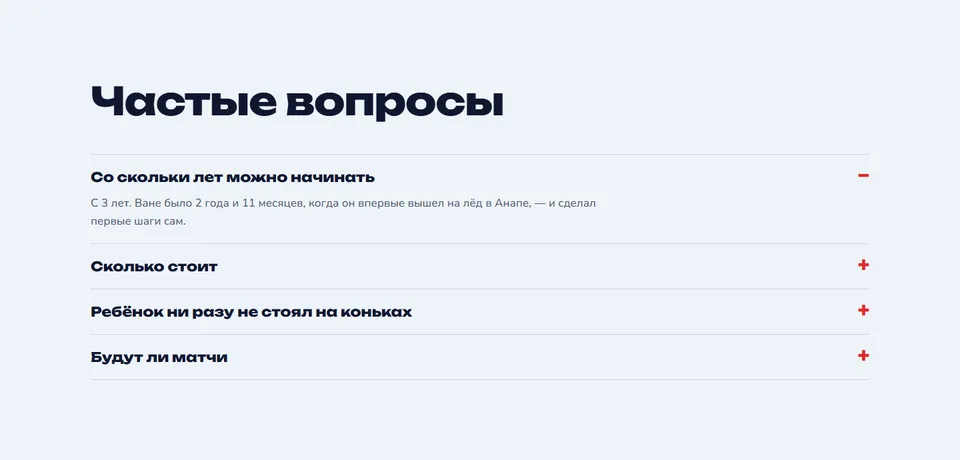 Частые вопросы
Со скольки лет можно начинать
С 3 лет. Ване было 2 года и 11 месяцев, когда он впервые вышел на лёд в Анапе, — и сделал
первые шаги сам.
Сколько стоит
Ребёнок ни разу не стоял на коньках
Будут ли матчи